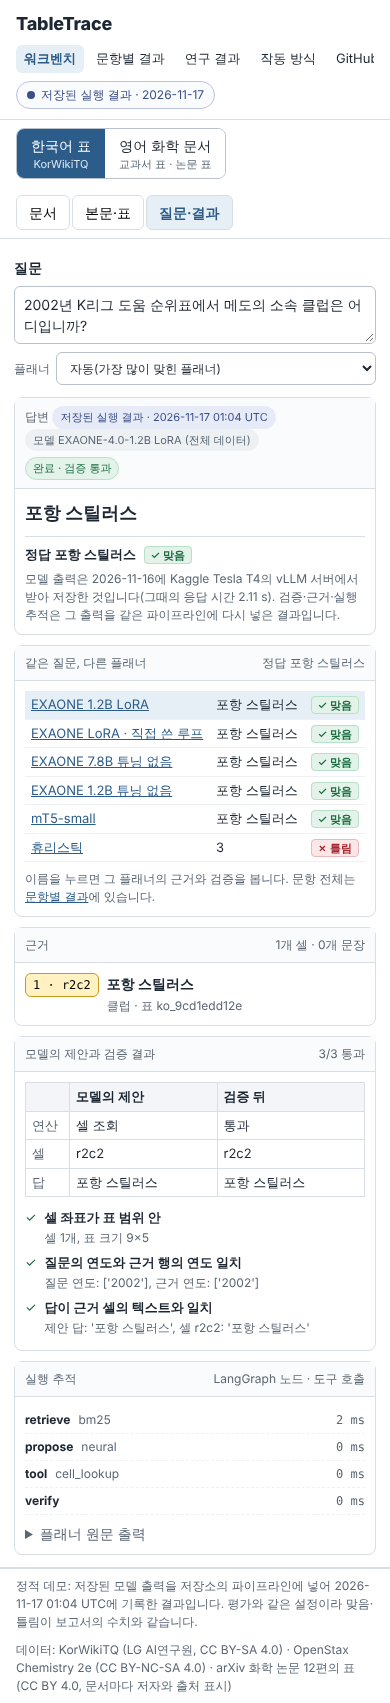 TableTrace
워크벤치 문항별 결과 연구 결과 작동 방식 GitHub
저장된 실행 결과 · 2026-11-17
한국어 표 영어 화학 문서
KorWikiTQ 교과서 표 · 논문 표
문서 본문·표 질문·결과
질문
2002년 K리그 도움 순위표에서 메도의 소속 클럽은 어
디입니까?
플래너 자동(가장 많이 맞힌 플래너)
답변 저장된 실행 결과 · 2026-11-17 01:04 UTC
모델 EXAONE-4.0-1.2B LoRA (전체 데이터)
완료 · 검증 통과
포항 스틸러스
정답 포항 스틸러스 ✓ 맞음
모델 출력은 2026-11-16에 Kaggle Tesla T4의 vLLM 서버에서
받아 저장한 것입니다(그때의 응답 시간 2.11 s). 검증·근거·실행
추적은 그 출력을 같은 파이프라인에 다시 넣은 결과입니다.
같은 질문, 다른 플래너 정답 포항 스틸러스
EXAONE 1.2B LoRA 포항 스틸러스 ✓ 맞음
EXAONE LoRA · 직접 쓴 루프 포항 스틸러스 ✓ 맞음
EXAONE 7.8B 튜닝 없음 포항 스틸러스 ✓ 맞음
EXAONE 1.2B 튜닝 없음 포항 스틸러스 ✓ 맞음
mT5-small 포항 스틸러스 ✓ 맞음
휴리스틱 3 × 틀림
이름을 누르면 그 플래너의 근거와 검증을 봅니다. 문항 전체는
문항별 결과에 있습니다.
근거 1개 셀 · 0개 문장
1 · r2c2 포항 스틸러스
클럽 · 표 ko_9cd1edd12e
모델의 제안과 검증 결과 3/3 통과
모델의 제안 검증 뒤
연산 셀 조회 통과
셀 r2c2 r2c2
답 포항 스틸러스 포항 스틸러스
✓ 셀 좌표가 표 범위 안
셀 1개, 표 크기 9×5
✓ 질문의 연도와 근거 행의 연도 일치
질문 연도: ['2002'], 근거 연도: ['2002']
✓ 답이 근거 셀의 텍스트와 일치
제안 답: '포항 스틸러스', 셀 r2c2: '포항 스틸러스'
실행 추적 LangGraph 노드 · 도구 호출
retrieve bm25 2 ms
propose neural 0 ms
tool cell_lookup 0 ms
verify 0 ms
▶ 플래너 원문 출력
정적 데모: 저장된 모델 출력을 저장소의 파이프라인에 넣어 2026-
11-17 01:04 UTC에 기록한 결과입니다. 평가와 같은 설정이라 맞음·
틀림이 보고서의 수치와 같습니다.
데이터: KorWikiTQ (LG AI연구원, CC BY-SA 4.0) · OpenStax
Chemistry 2e (CC BY-NC-SA 4.0) · arXiv 화학 논문 12편의 표
(CC BY 4.0, 문서마다 저자와 출처 표시)